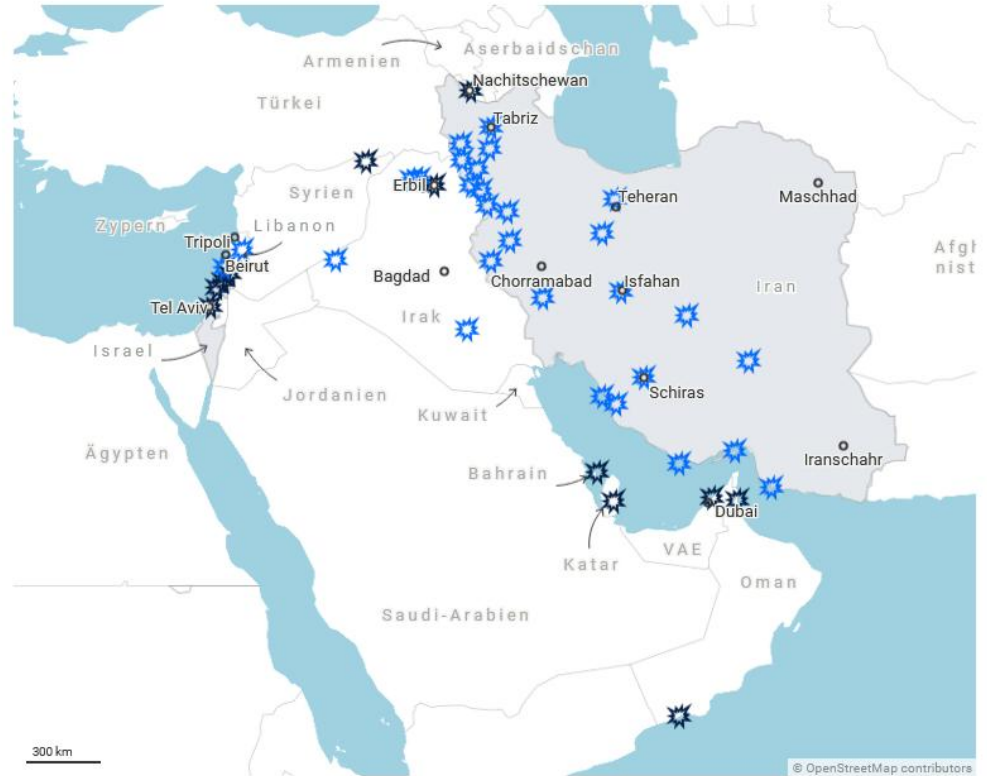 Aserbaidschan
Armenien
Nachitschewan
Türkei
Tabriz
Erbil
Maschhad
Syrien
Teheran
Zypern
Libanon
Tripoli
Afgh
nist
Beirut
Bagdad
Chorramabad
Isfahan
Iran
Tel Aviv
Irak
Israel
Jordanien
Schiras
Kuwait
Ägypten
Iranschahr
Bahrain
Dubai
Katar
VAE
Oman
Saudi-Arabien
300 km
© OpenStreetMap contributors